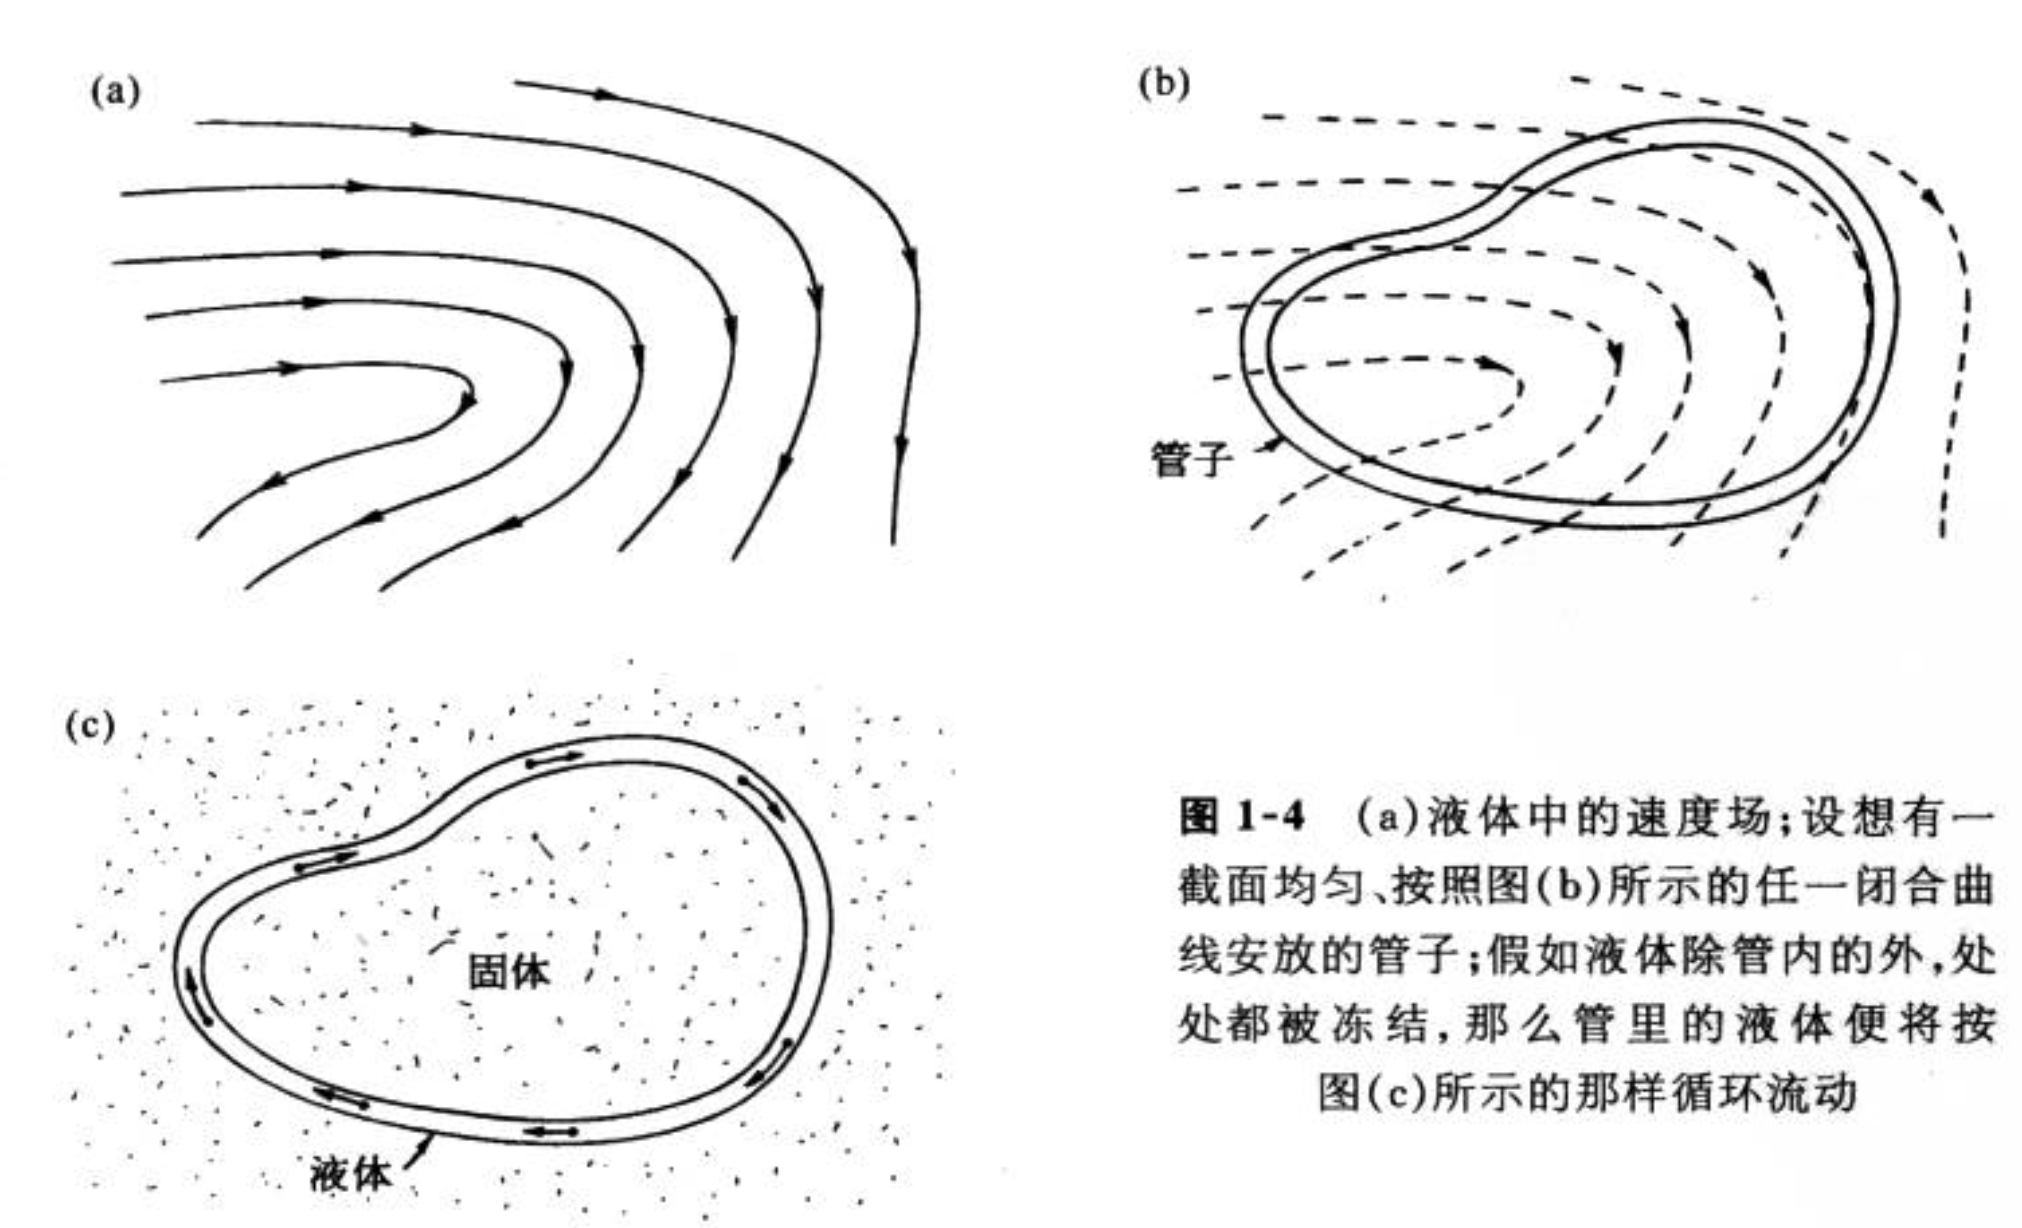 (a)
(b)
管子
(c)
固体
液体
图 1-4 (a)液体中的速度场;设想有一
截面均匀、按照图(b)所示的任一闭合曲
线安放的管子;假如液体除管内的外,处
处都被冻结,那么管里的液体便将按
图(c)所示的那样循环流动